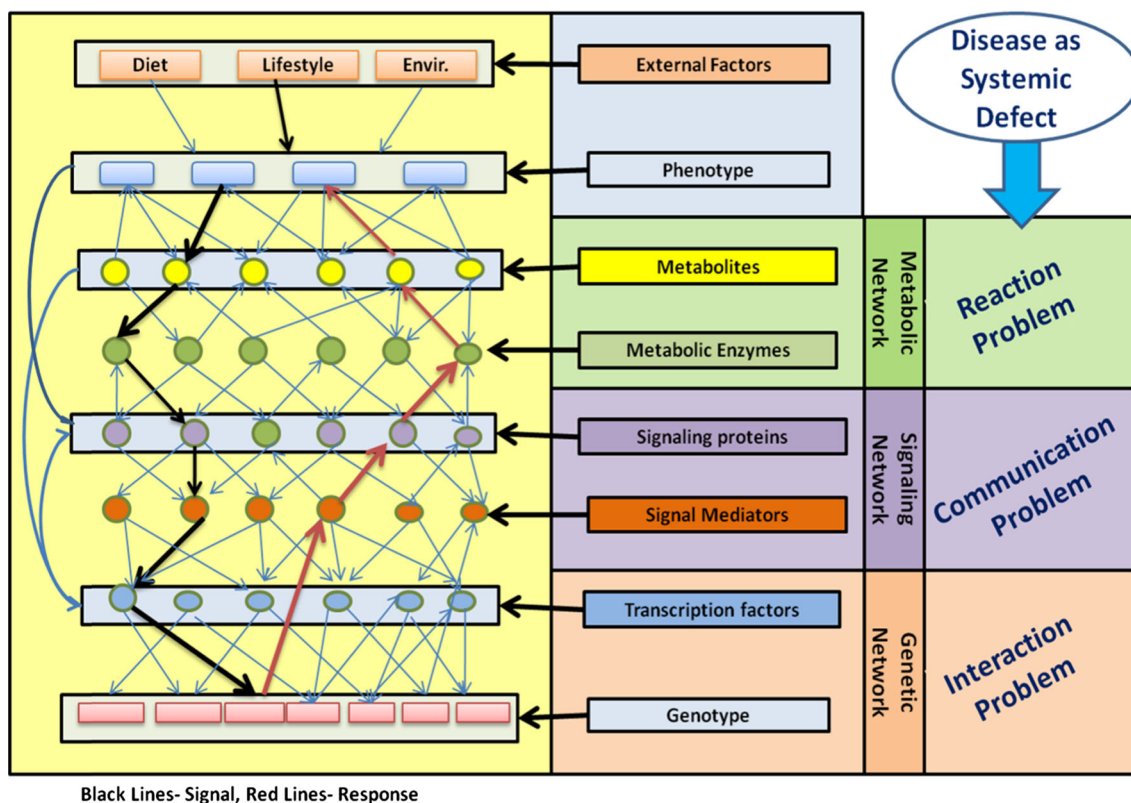 Diet
Lifestyle
Envir.
External Factors
Disease as
Systemic
Defect
Phenotype
Metabolites
Metabolic Enzymes
Metabolic
Network
Reaction
Problem
Signaling proteins
Signal Mediators
Signaling
Network
Communication
Problem
Transcription factors
Genotype
Genetic
Network
Interaction
Problem
Black Lines- Signal, Red Lines- Response